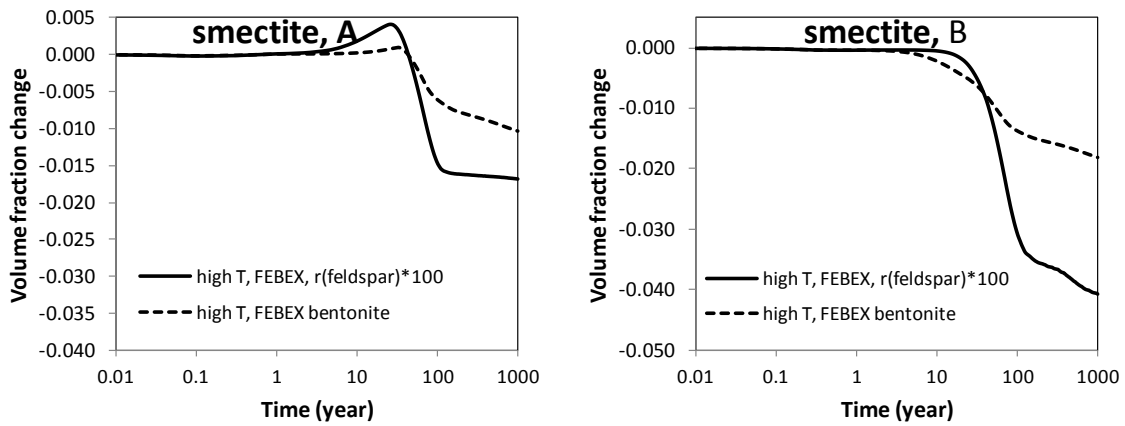 smectite, A
Volume fraction change
0.005
0.000
-0.005
-0.010
-0.015
-0.020
-0.025
-0.030
-0.035
-0.040
high T, FEBEX, r(feldspar)*100
high T, FEBEX bentonite
0.01 0.1 1 10 100 1000
Time (year)
smectite, B
Volume fraction change
0.000
-0.010
-0.020
-0.030
-0.040
-0.050
high T, FEBEX, r(feldspar)*100
high T, FEBEX bentonite
0.01 0.1 1 10 100 1000
Time (year)